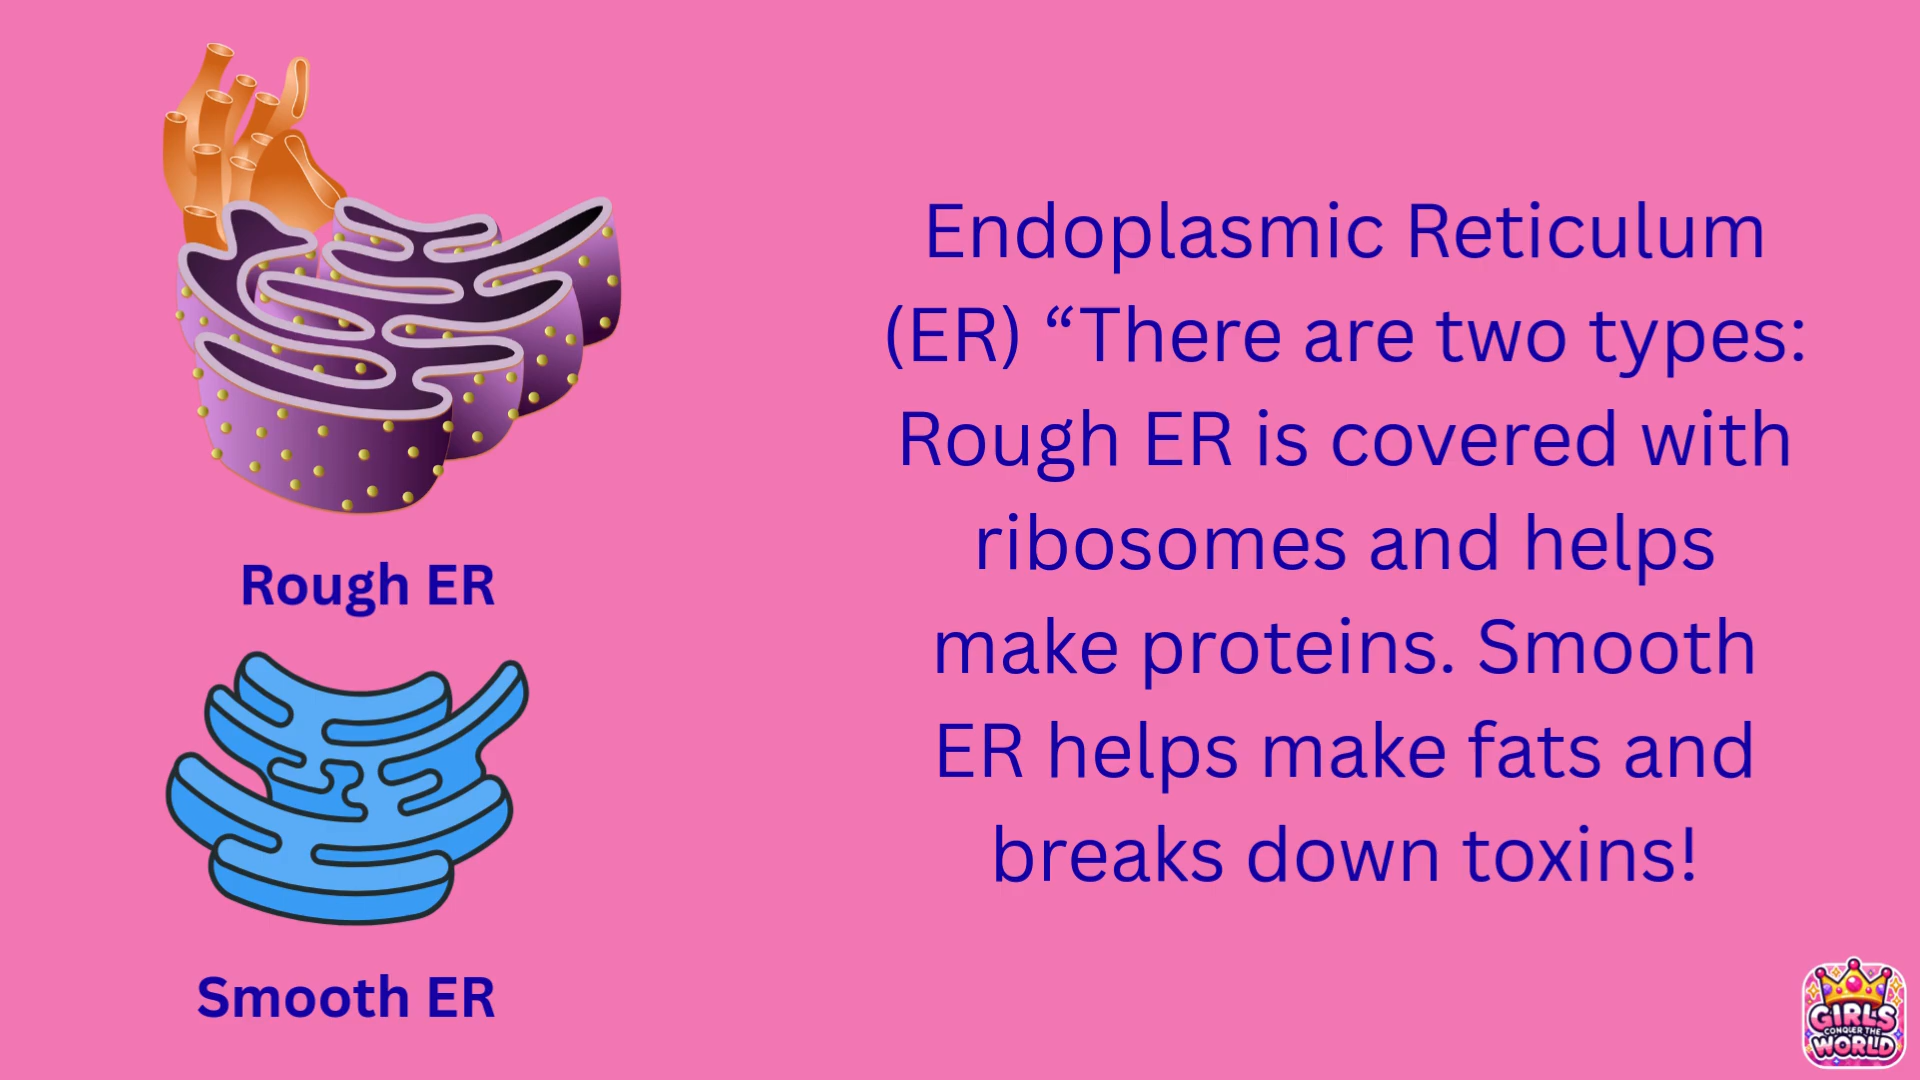 Rough ER
Smooth ER
Endoplasmic Reticulum
(ER) “There are two types:
Rough ER is covered with
ribosomes and helps
make proteins. Smooth
ER helps make fats and
breaks down toxins!
GIRLS
CONQUER THE
WORLD